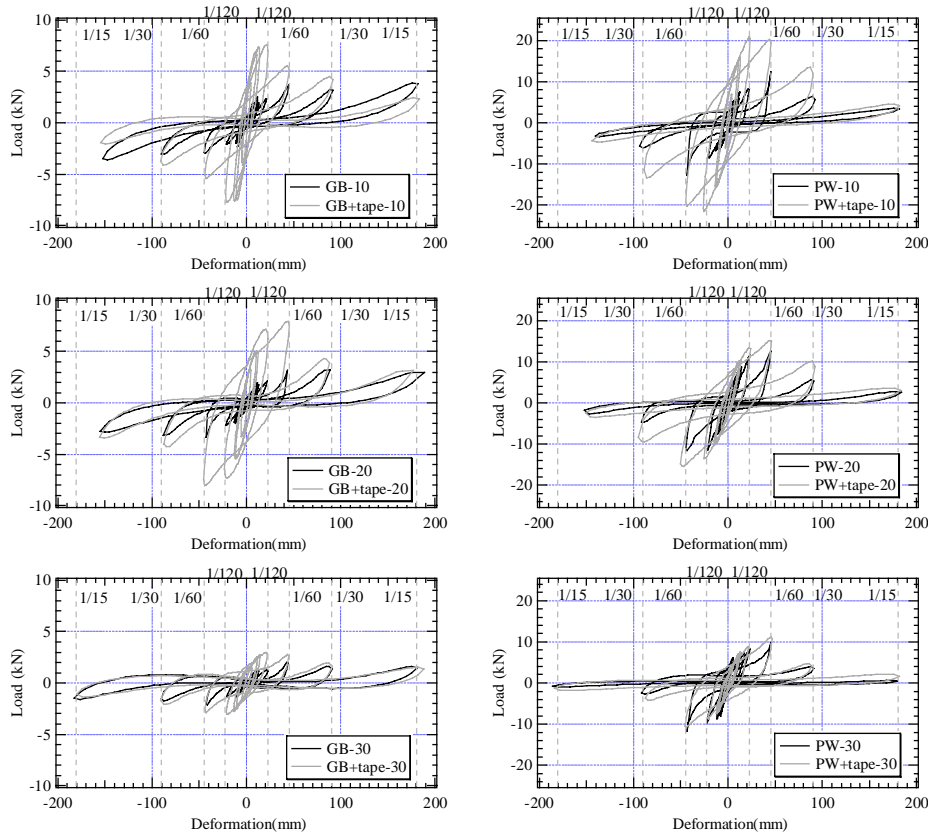 1/120 1/120
1/15 1/30 1/60 1/60 1/30 1/15
10
5
0
-5
-10
Load (kN)
GB-10
GB+tape-10
-200 -100 0 100 200
Deformation(mm)
1/120 1/120
1/15 1/30 1/60 1/60 1/30 1/15
20
10
0
-10
-20
Load (kN)
PW-10
PW+tape-10
-200 -100 0 100 200
Deformation(mm)
1/120 1/120
1/15 1/30 1/60 1/60 1/30 1/15
10
5
0
-5
-10
Load (kN)
GB-20
GB+tape-20
-200 -100 0 100 200
Deformation(mm)
1/120 1/120
1/15 1/30 1/60 1/60 1/30 1/15
20
10
0
-10
-20
Load (kN)
PW-20
PW+tape-20
-200 -100 0 100 200
Deformation(mm)
1/120 1/120
1/15 1/30 1/60 1/60 1/30 1/15
10
5
0
-5
-10
Load (kN)
GB-30
GB+tape-30
-200 -100 0 100 200
Deformation(mm)
1/120 1/120
1/15 1/30 1/60 1/60 1/30 1/15
20
10
0
-10
-20
Load (kN)
PW-30
PW+tape-30
-200 -100 0 100 200
Deformation(mm)